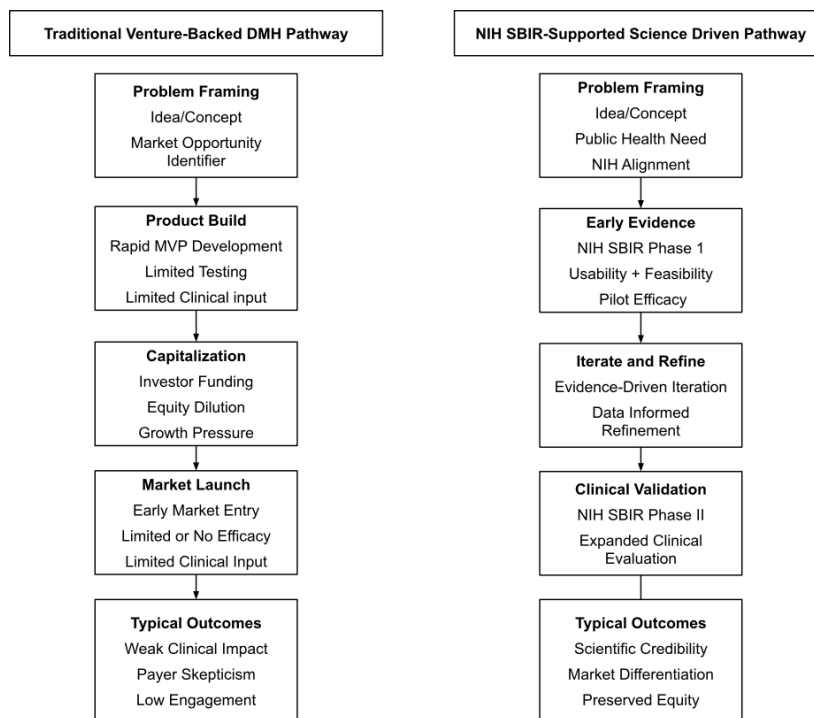 Traditional Venture-Backed DMH Pathway
Problem Framing
Idea/Concept
Market Opportunity
Identifier
Product Build
Rapid MVP Development
Limited Testing
Limited Clinical input
Capitalization
Investor Funding
Equity Dilution
Growth Pressure
Market Launch
Early Market Entry
Limited or No Efficacy
Limited Clinical Input
Typical Outcomes
Weak Clinical Impact
Payer Skepticism
Low Engagement
NIH SBIR-Supported Science Driven Pathway
Problem Framing
Idea/Concept
Public Health Need
NIH Alignment
Early Evidence
NIH SBIR Phase 1
Usability + Feasibility
Pilot Efficacy
Iterate and Refine
Evidence-Driven Iteration
Data Informed
Refinement
Clinical Validation
NIH SBIR Phase II
Expanded Clinical
Evaluation
Typical Outcomes
Scientific Credibility
Market Differentiation
Preserved Equity